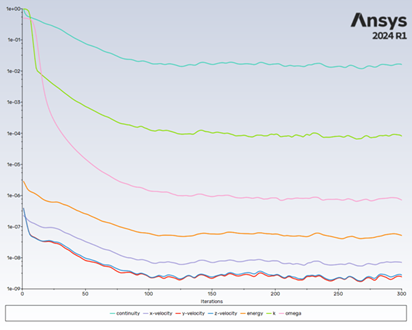 1e+00
Ansys
2024 R1
1e-01
1e-02
1e-03
1e-04
1e-05
1e-06
1e-07
1e-08
1e-09
0 50 100 150 200 250 300
Iterations
continuity x-velocity y-velocity z-velocity energy k omega